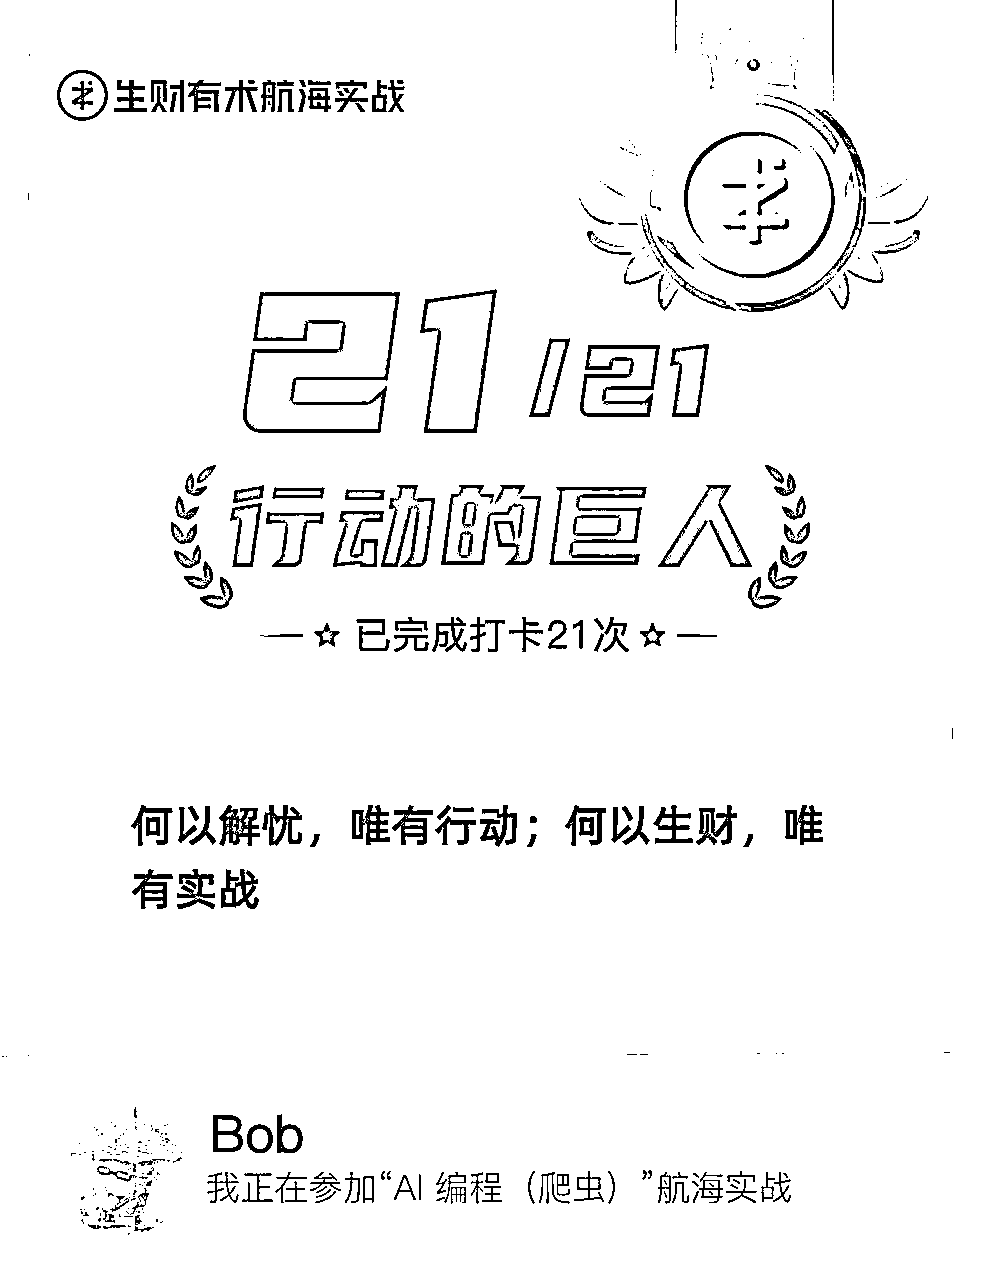 术 生财有术航海实战
术
21 / 21
行动的巨人
已完成打卡21次
何以解忧，唯有行动；何以生财，唯
有实战
Bob
我正在参加“AI 编程（爬虫）”航海实战